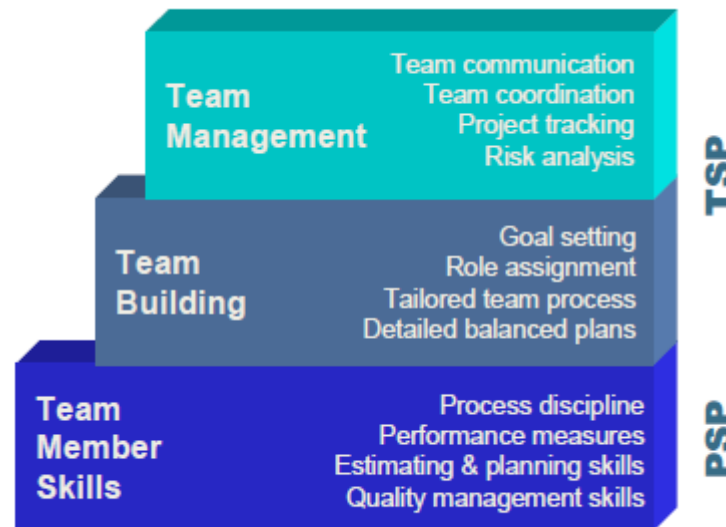 Team
Management
Team communication
Team coordination
Project tracking
Risk analysis
TSP
Team
Building
Goal setting
Role assignment
Tailored team process
Detailed balanced plans
Team
Member
Skills
Process discipline
Performance measures
Estimating & planning skills
Quality management skills
PSP